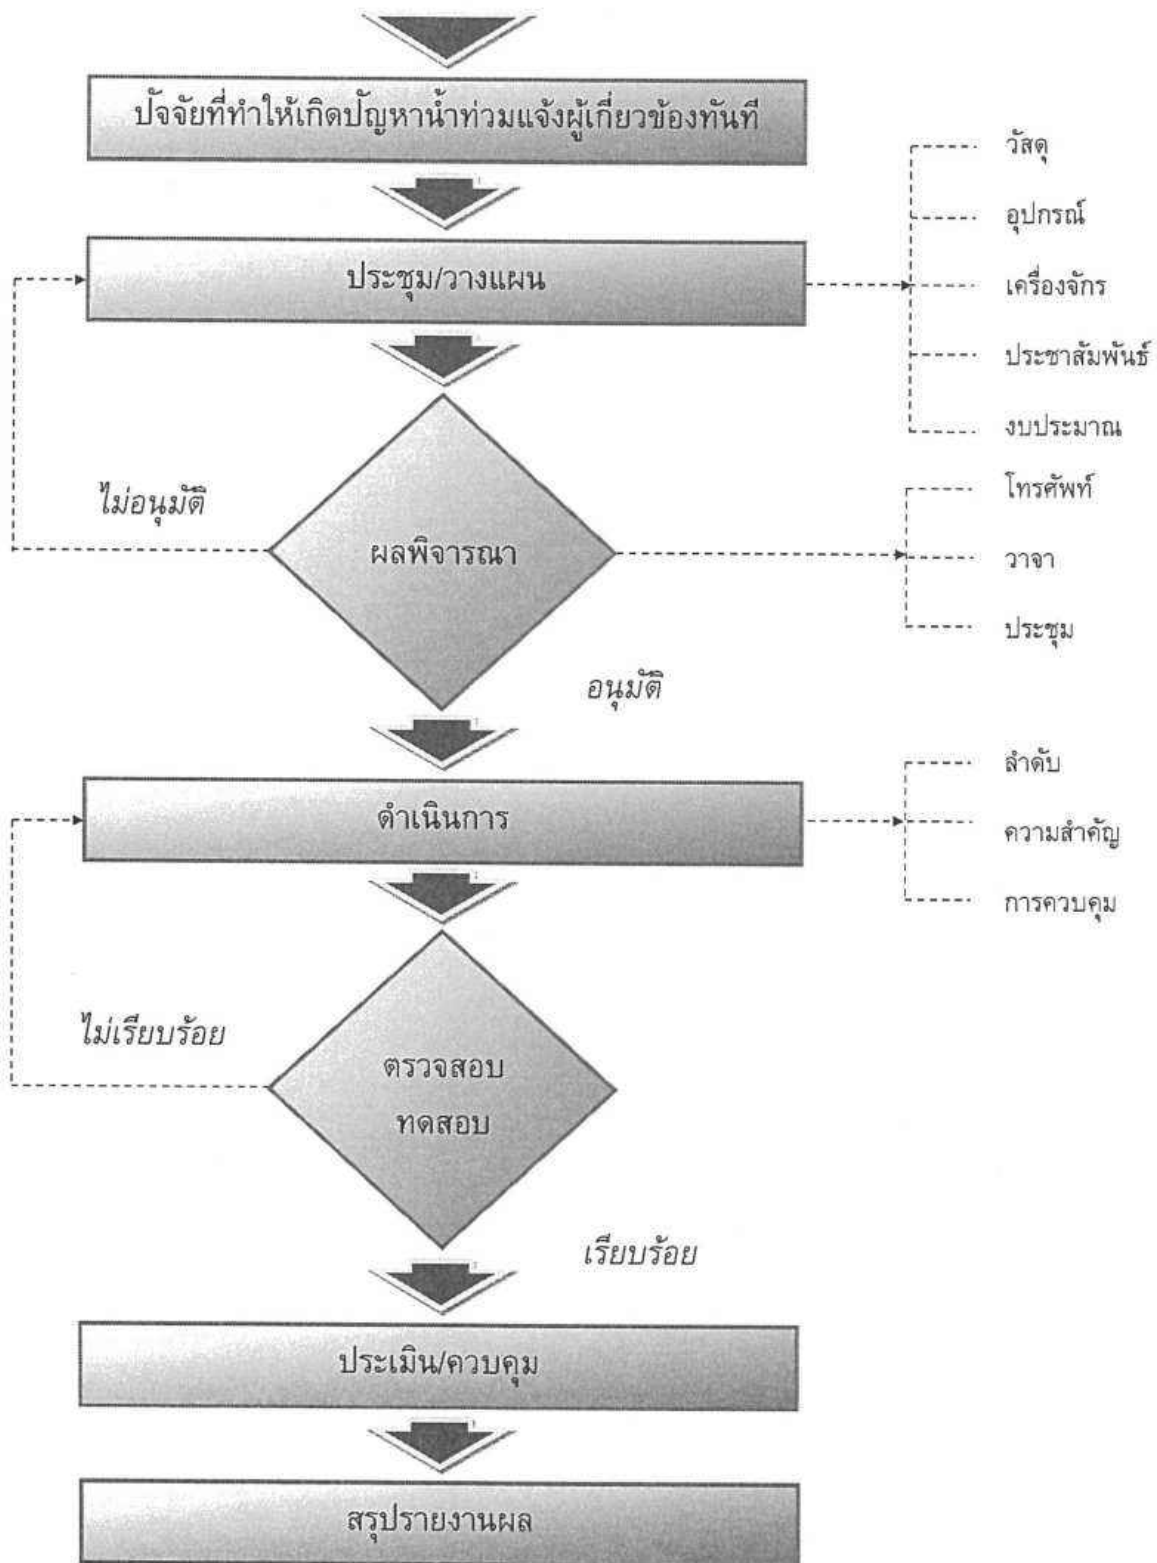 ปัจจัยที่ทำให้เกิดปัญหาน้ำท่วมแจ้งผู้เกี่ยวข้องทันที
วัสดุ
อุปกรณ์
ประชุม/วางแผน
เครื่องจักร
ประชาสัมพันธ์
งบประมาณ
ไม่อนุมัติ
โทรศัพท์
ผลพิจารณา
วาจา
ประชุม
อนุมัติ
ลำดับ
ดำเนินการ
ความสำคัญ
การควบคุม
ไม่เรียบร้อย
ตรวจสอบ
ทดสอบ
เรียบร้อย
ประเมิน/ควบคุม
สรุปรายงานผล